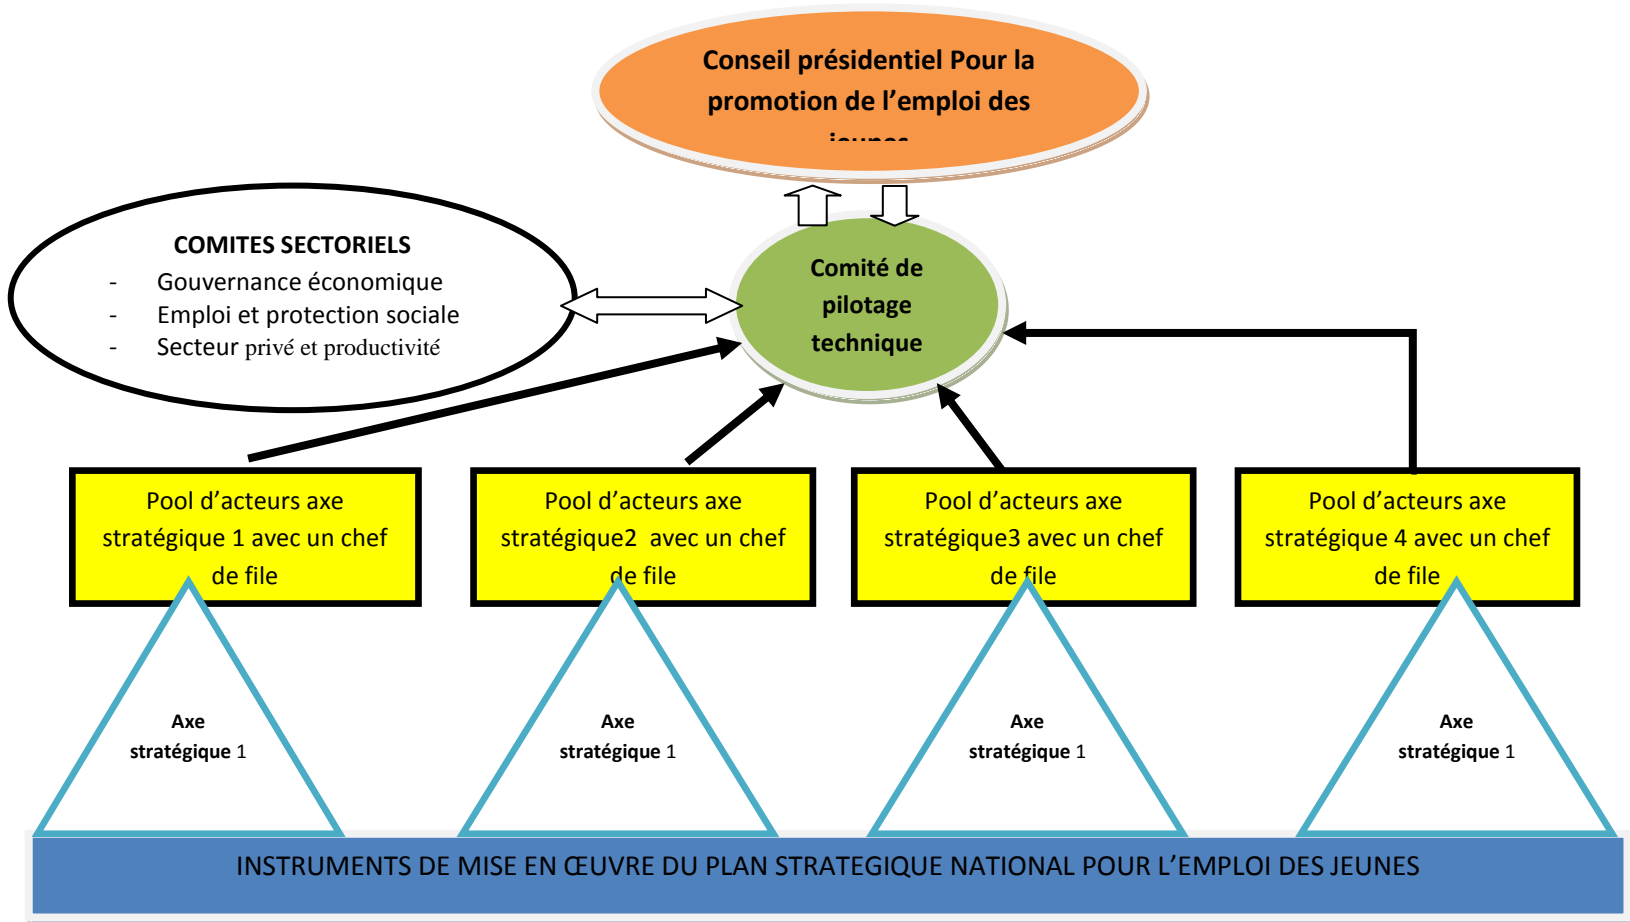 Conseil présidentiel Pour la
promotion de l’emploi des
COMITES SECTORIELS
- Gouvernance économique
- Emploi et protection sociale
- Secteur privé et productivité
Comité de
pilotage
technique
Pool d’acteurs axe
stratégique 1 avec un chef
de file
Pool d’acteurs axe
stratégique2 avec un chef
de file
Pool d’acteurs axe
stratégique3 avec un chef
de file
Pool d’acteurs axe
stratégique 4 avec un chef
de file
Axe
stratégique 1
Axe
stratégique 1
Axe
stratégique 1
Axe
stratégique 1
INSTRUMENTS DE MISE EN ŒUVRE DU PLAN STRATEGIQUE NATIONAL POUR L’EMPLOI DES JEUNES